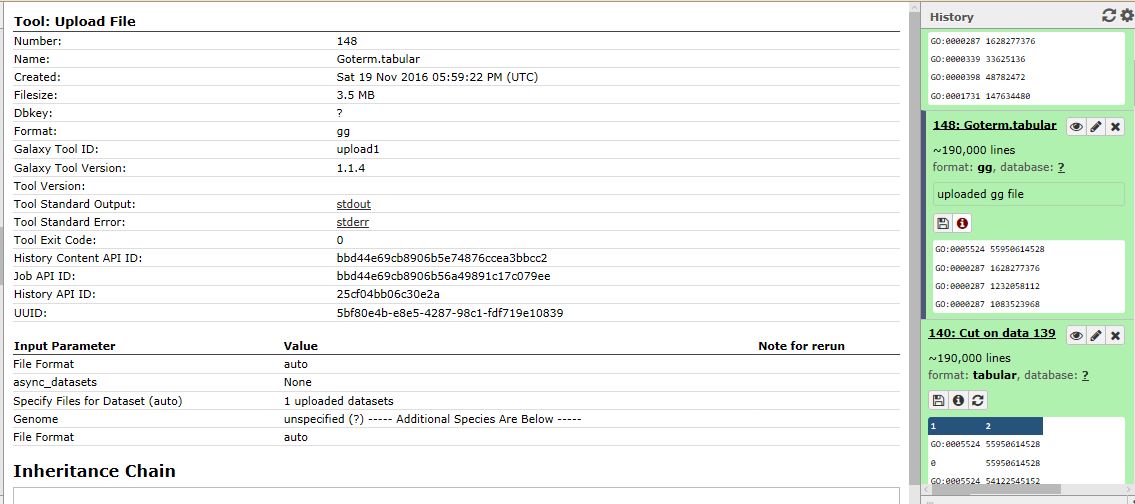 Tool: Upload File
Number: 148
Name: Goterm.tabular
Created: Sat 19 Nov 2016 05:59:22 PM (UTC)
Filesize: 3.5 MB
Dbkey: ?
Format: gg
Galaxy Tool ID: upload1
Galaxy Tool Version: 1.1.4
Tool Version:
Tool Standard Output: stdout
Tool Standard Error: stderr
Tool Exit Code: 0
History Content API ID: bbd44e69cb8906b5e74876ccea3bbcc2
Job API ID: bbd44e69cb8906b56a49891c17c079ee
History API ID: 25cf04bb06c30e2a
UUID: 5bf80e4b-e8e5-4287-98c1-fdf719e10839
Input Parameter Value Note for rerun
File Format auto
async_datasets None
Specify Files for Dataset (auto) 1 uploaded datasets
Genome unspecified (?) ----- Additional Species Are Below -----
File Format auto
Inheritance Chain
History
GO:0000287 1628277376
GO:0000339 33625136
GO:0000398 48782472
GO:0001731 147634480
148: Goterm.tabular
~190,000 lines
format: gg, database: ?
uploaded gg file
GO:0005524 55950614528
GO:0000287 1628277376
GO:0000287 1232058112
GO:0000287 1083523968
140: Cut on data 139
~190,000 lines
format: tabular, database: ?
1 2
GO:0005524 55950614528
0 55950614528
GO:0005524 54122545152